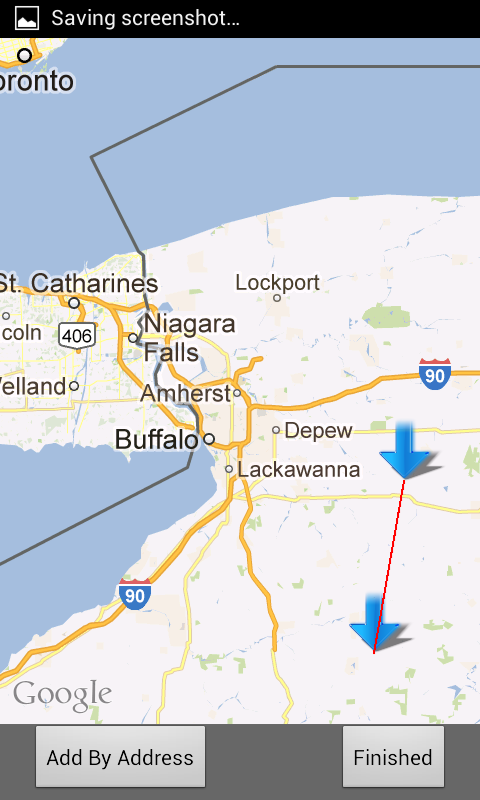 Saving screenshot...
oronto
St. Catharines
Lockport
coln
406
Niagara
Falls
90
Welland
Amherst
Buffalo
Depew
Lackawanna
90
Google
Add By Address
Finished